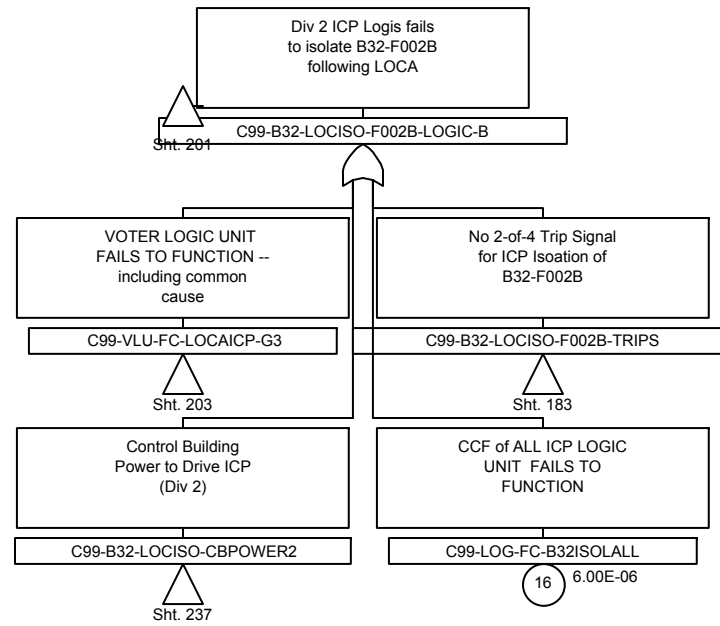 Div 2 ICP Logis fails
to isolate B32-F002B
following LOCA
C99-B32-LOCISO-F002B-LOGIC-B
Sht. 201
VOTER LOGIC UNIT
FAILS TO FUNCTION --
including common
cause
C99-VLU-FC-LOCAICP-G3
Sht. 203
No 2-of-4 Trip Signal
for ICP Isoation of
B32-F002B
C99-B32-LOCISO-F002B-TRIPS
Sht. 183
Control Building
Power to Drive ICP
(Div 2)
C99-B32-LOCISO-CBPOWER2
Sht. 237
CCF of ALL ICP LOGIC
UNIT FAILS TO
FUNCTION
C99-LOG-FC-B32ISOLALL
16 6.00E-06